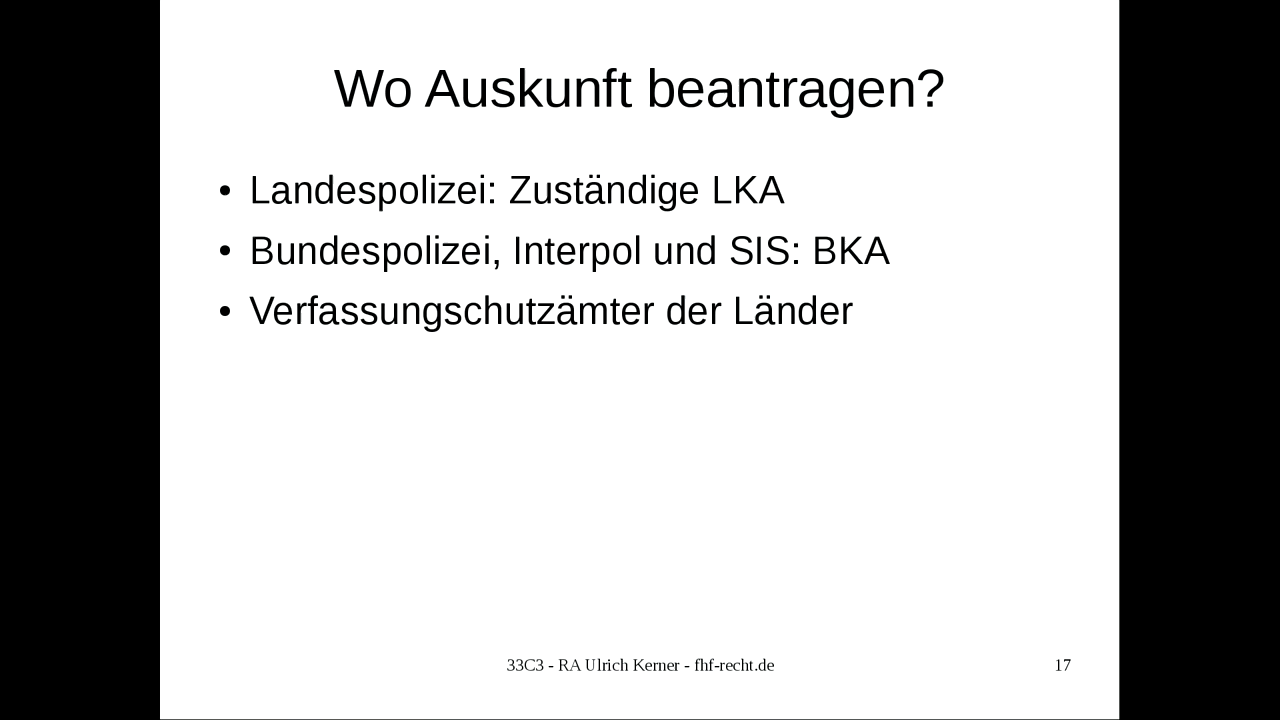 Wo Auskunft beantragen?
• Landespolizei: Zuständige LKA
• Bundespolizei, Interpol und SIS: BKA
• Verfassungschutzämter der Länder
33C3 - RA Ulrich Kerner - fhf-recht.de
17